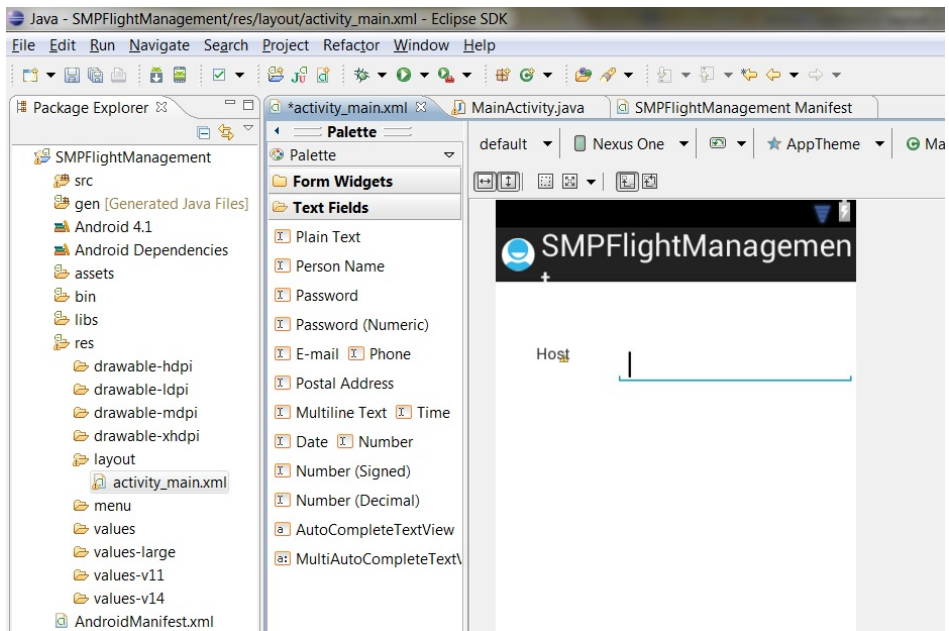 Java - SMPFlightManagement/res/layout/activity_main.xml - Eclipse SDK
File Edit Run Navigate Search Project Refactor Window Help
Package Explorer
SMPFlightManagement
src
gen [Generated Java Files]
Android 4.1
Android Dependencies
assets
bin
libs
res
drawable-hdpi
drawable-ldpi
drawable-mdpi
drawable-xhdpi
layout
activity_main.xml
menu
values
values-large
values-v11
values-v14
AndroidManifest.xml
*activity_main.xml MainActivity.java SMPFlightManagement Manifest
Palette
Palette
Form Widgets
Text Fields
Plain Text
Person Name
Password
Password (Numeric)
E-mail Phone
Postal Address
Multiline Text Time
Date Number
Number (Signed)
Number (Decimal)
AutoCompleteTextView
MultiAutoCompleteText
default Nexus One AppTheme Ma
SMPFlightManagemen
t
Host